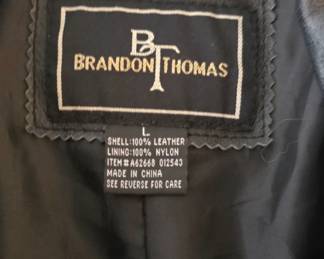 BT
BRANDON THOMAS
L
SHELL:100% LEATHER
LINING:100% NYLON
ITEM# A62668 012543
MADE IN CHINA
SEE REVERSE FOR CARE